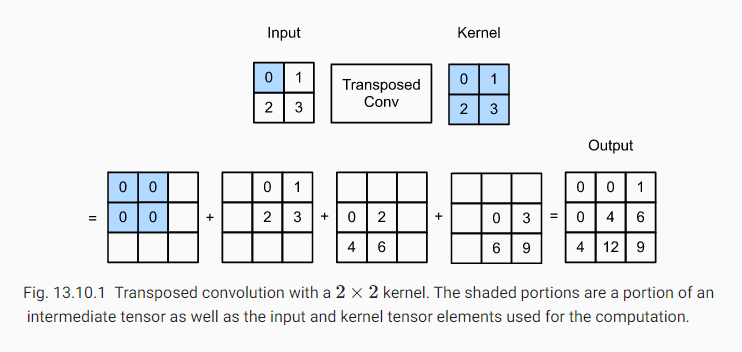 Input Kernel
0 1 Transposed Conv 0 1
2 3 2 3
Output
0 0 0 1 0 0 1
= 0 0 + 2 3 + 0 2 + 0 3 = 0 4 6
4 6 6 9 4 12 9
Fig. 13.10.1 Transposed convolution with a 2 × 2 kernel. The shaded portions are a portion of an
intermediate tensor as well as the input and kernel tensor elements used for the computation.